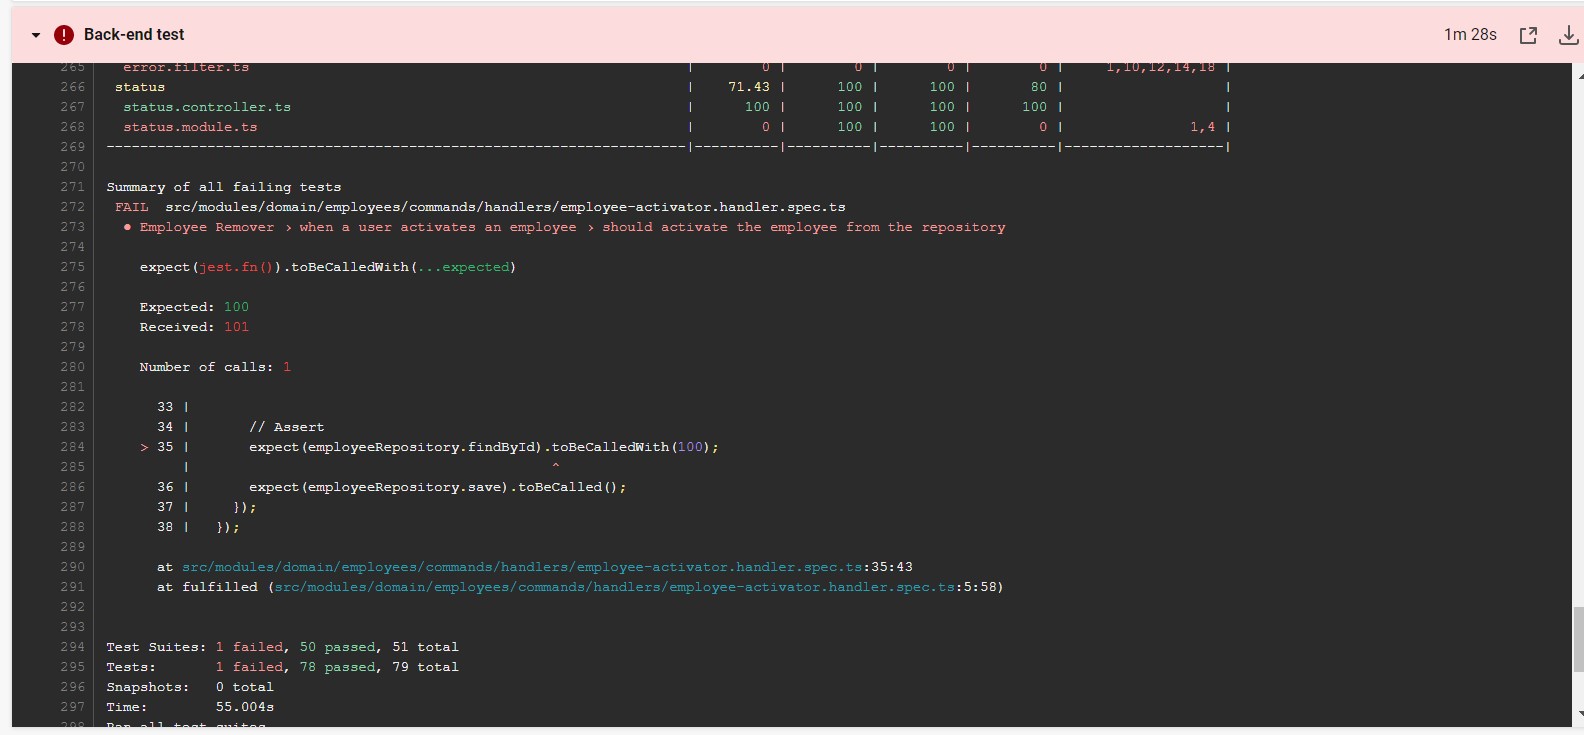 Back-end test
1m 28s
265 error.filter.ts | 0 | 0 | 0 | 0 | 1,10,12,14,18 |
266 status | 71.43 | 100 | 100 | 80 | |
267 status.controller.ts | 100 | 100 | 100 | 100 | |
268 status.module.ts | 0 | 100 | 100 | 0 | 1,4 |
269 ---------------------------------------------------------------------|----------|----------|----------|----------|-------------------|
270
271 Summary of all failing tests
272 FAIL src/modules/domain/employees/commands/handlers/employee-activator.handler.spec.ts
273 ● Employee Remover › when a user activates an employee › should activate the employee from the repository
274
275 expect(jest.fn()).toBeCalledWith(...expected)
276
277 Expected: 100
278 Received: 101
279
280 Number of calls: 1
281
282 33 |
283 34 | // Assert
284 > 35 | expect(employeeRepository.findById).toBeCalledWith(100);
285 | ^
286 36 | expect(employeeRepository.save).toBeCalled();
287 37 | });
288 38 | });
289
290 at src/modules/domain/employees/commands/handlers/employee-activator.handler.spec.ts:35:43
291 at fulfilled (src/modules/domain/employees/commands/handlers/employee-activator.handler.spec.ts:5:58)
292
293
294 Test Suites: 1 failed, 50 passed, 51 total
295 Tests: 1 failed, 78 passed, 79 total
296 Snapshots: 0 total
297 Time: 55.004s
298 Ran all test suites